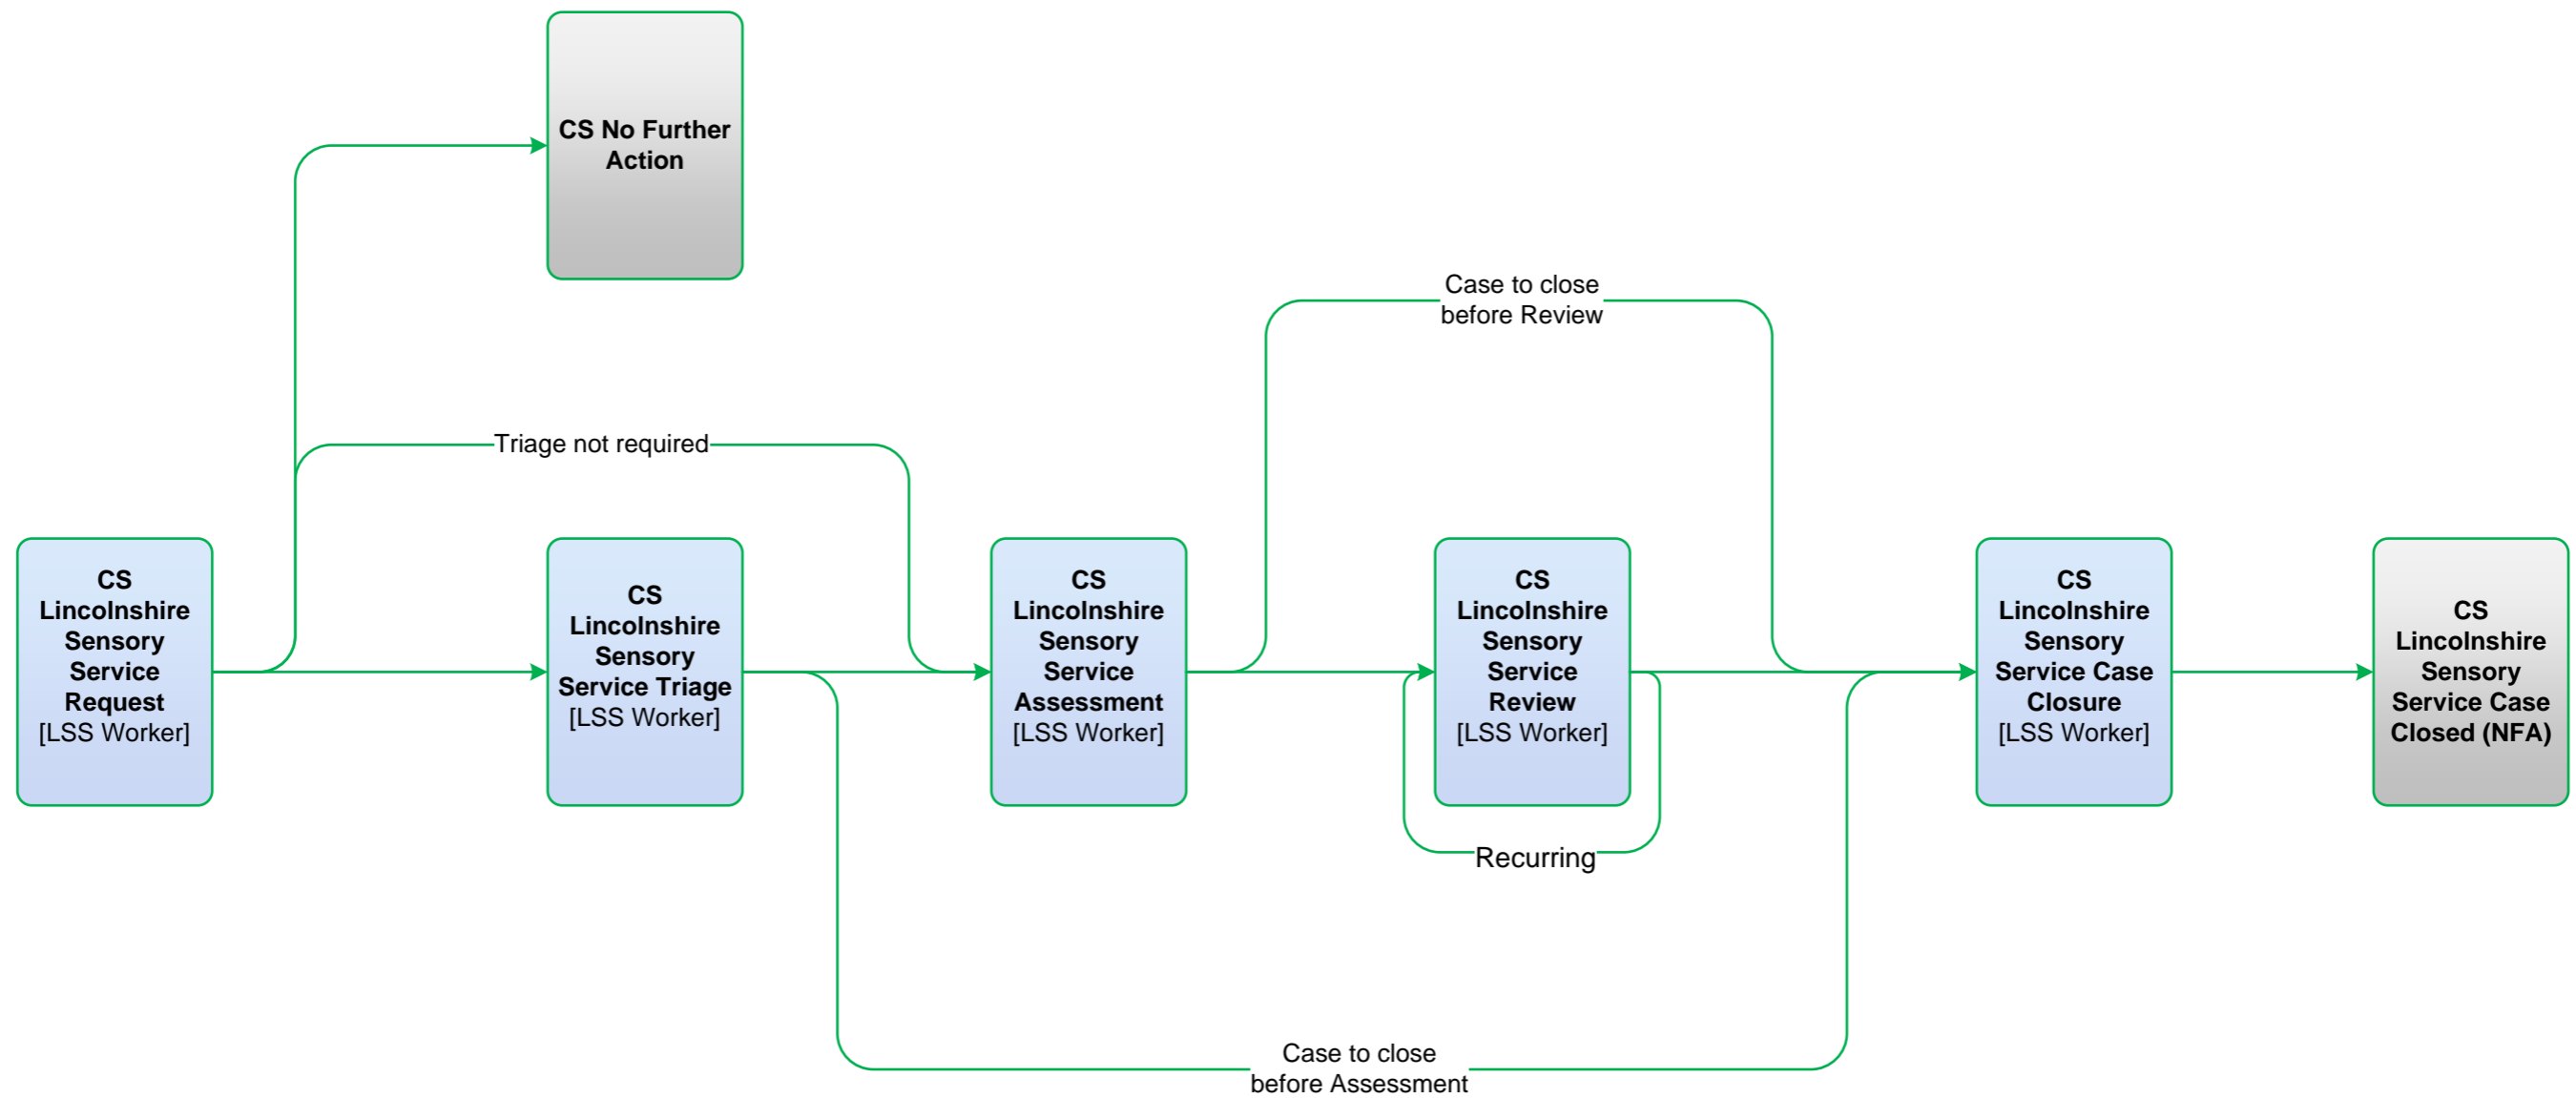 CS No Further
Action
Case to close
before Review
Triage not required
CS
Lincolnshire
Sensory
Service
Request
[LSS Worker]
CS
Lincolnshire
Sensory
Service Triage
[LSS Worker]
CS
Lincolnshire
Sensory
Service
Assessment
[LSS Worker]
CS
Lincolnshire
Sensory
Service
Review
[LSS Worker]
CS
Lincolnshire
Sensory
Service Case
Closure
[LSS Worker]
CS
Lincolnshire
Sensory
Service Case
Closed (NFA)
Recurring
Case to close
before Assessment